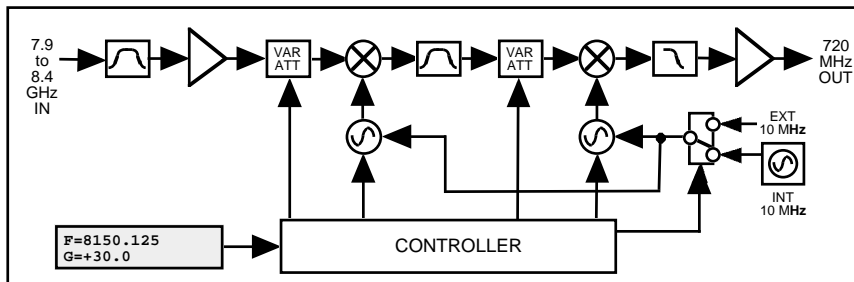 7.9
to
8.4
GHz
IN
VAR
ATT
VAR
ATT
720
MHz
OUT
EXT
10 MHz
INT
10 MHz
F=8150.125
G=+30.0
CONTROLLER